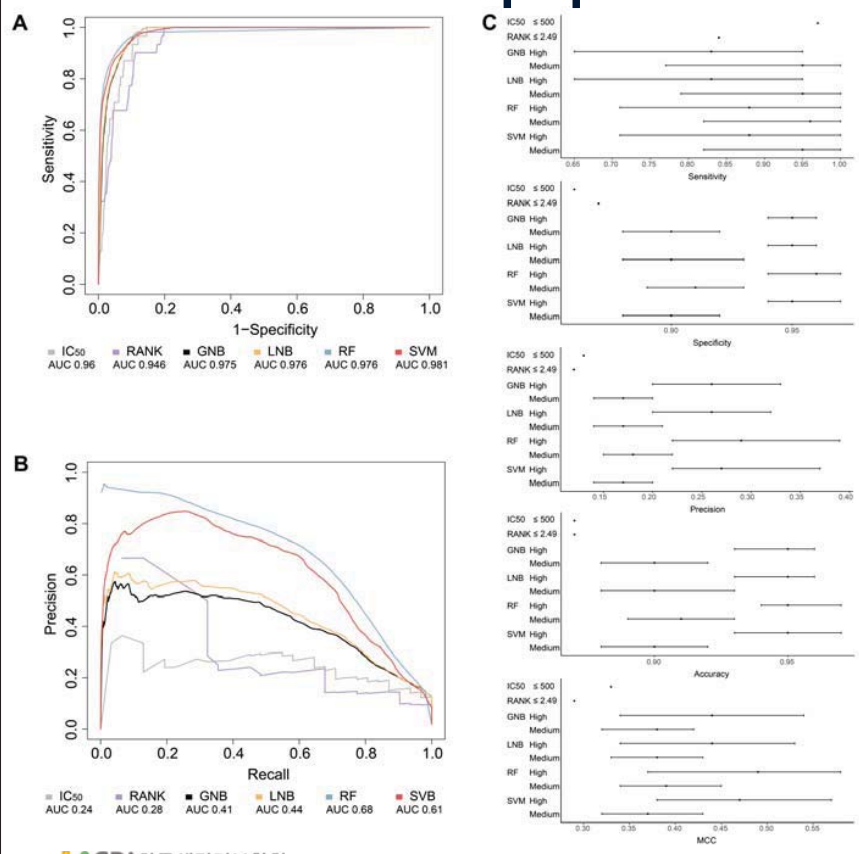 A
1.0
0.8
0.6
0.4
0.2
0.0
Sensitivity
0.0 0.2 0.4 0.6 0.8 1.0
1−Specificity
IC50 RANK GNB LNB RF SVM
AUC 0.96 AUC 0.946 AUC 0.975 AUC 0.976 AUC 0.976 AUC 0.981
B
1.0
0.8
0.6
0.4
0.2
0.0
Precision
0.0 0.2 0.4 0.6 0.8 1.0
Recall
IC50 RANK GNB LNB RF SVB
AUC 0.24 AUC 0.28 AUC 0.41 AUC 0.44 AUC 0.68 AUC 0.61
C
IC50 ≤ 500
RANK ≤ 2.49
GNB High
Medium
LNB High
Medium
RF High
Medium
SVM High
Medium
0.65 0.70 0.75 0.80 0.85 0.90 0.95 1.00
Sensitivity
IC50 ≤ 500
RANK ≤ 2.49
GNB High
Medium
LNB High
Medium
RF High
Medium
SVM High
Medium
0.90 0.95
Specificity
IC50 ≤ 500
RANK ≤ 2.49
GNB High
Medium
LNB High
Medium
RF High
Medium
SVM High
Medium
0.15 0.20 0.25 0.30 0.35 0.40
Precision
IC50 ≤ 500
RANK ≤ 2.49
GNB High
Medium
LNB High
Medium
RF High
Medium
SVM High
Medium
0.90 0.95
Accuracy
IC50 ≤ 500
RANK ≤ 2.49
GNB High
Medium
LNB High
Medium
RF High
Medium
SVM High
Medium
0.30 0.35 0.40 0.45 0.50 0.55
MCC